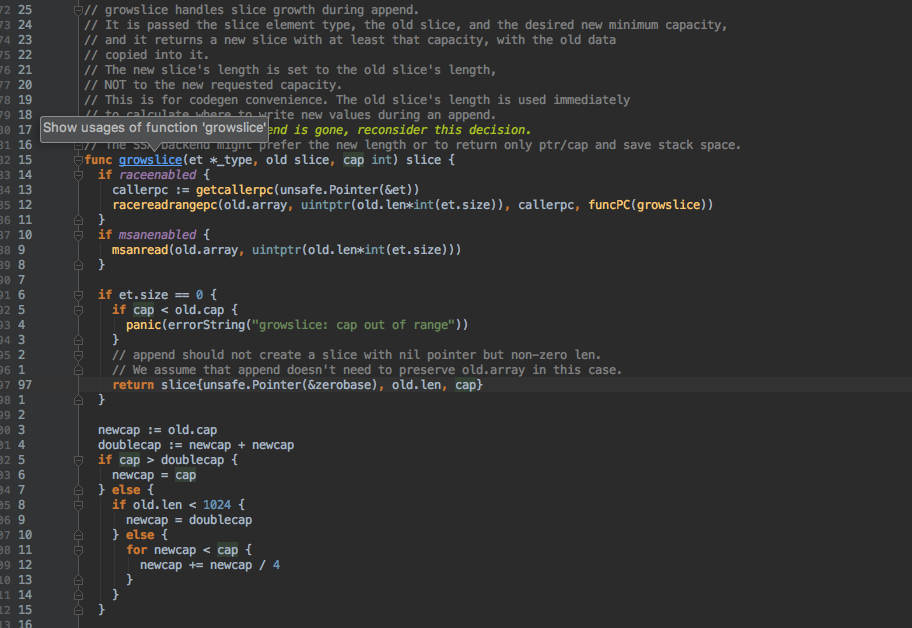 72 25 // growslice handles slice growth during append.
73 24 // It is passed the slice element type, the old slice, and the desired new minimum capacity,
74 23 // and it returns a new slice with at least that capacity, with the old data
75 22 // copied into it.
76 21 // The new slice's length is set to the old slice's length,
77 20 // NOT to the new requested capacity.
78 19 // This is for codegen convenience. The old slice's length is used immediately
79 18 // to calculate where to write new values during an append.
80 17 Show usages of function 'growslice' end is gone, reconsider this decision.
81 16 // The SSA backend might prefer the new length or to return only ptr/cap and save stack space.
82 15 func growslice(et *_type, old slice, cap int) slice {
83 14 if raceenabled {
84 13 callerpc := getcallerpc(unsafe.Pointer(&et))
85 12 racereadrangepc(old.array, uintptr(old.len*int(et.size)), callerpc, funcPC(growslice))
86 11 }
87 10 if msanenabled {
88 9 msanread(old.array, uintptr(old.len*int(et.size)))
89 8 }
90 7
91 6 if et.size == 0 {
92 5 if cap < old.cap {
93 4 panic(errorString("growslice: cap out of range"))
94 3 }
95 2 // append should not create a slice with nil pointer but non-zero len.
96 1 // We assume that append doesn't need to preserve old.array in this case.
97 97 return slice{unsafe.Pointer(&zerobase), old.len, cap}
98 1 }
99 2
00 3 newcap := old.cap
01 4 doublecap := newcap + newcap
02 5 if cap > doublecap {
03 6 newcap = cap
04 7 } else {
05 8 if old.len < 1024 {
06 9 newcap = doublecap
07 10 } else {
08 11 for newcap < cap {
09 12 newcap += newcap / 4
10 13 }
11 14 }
12 15 }
13 16